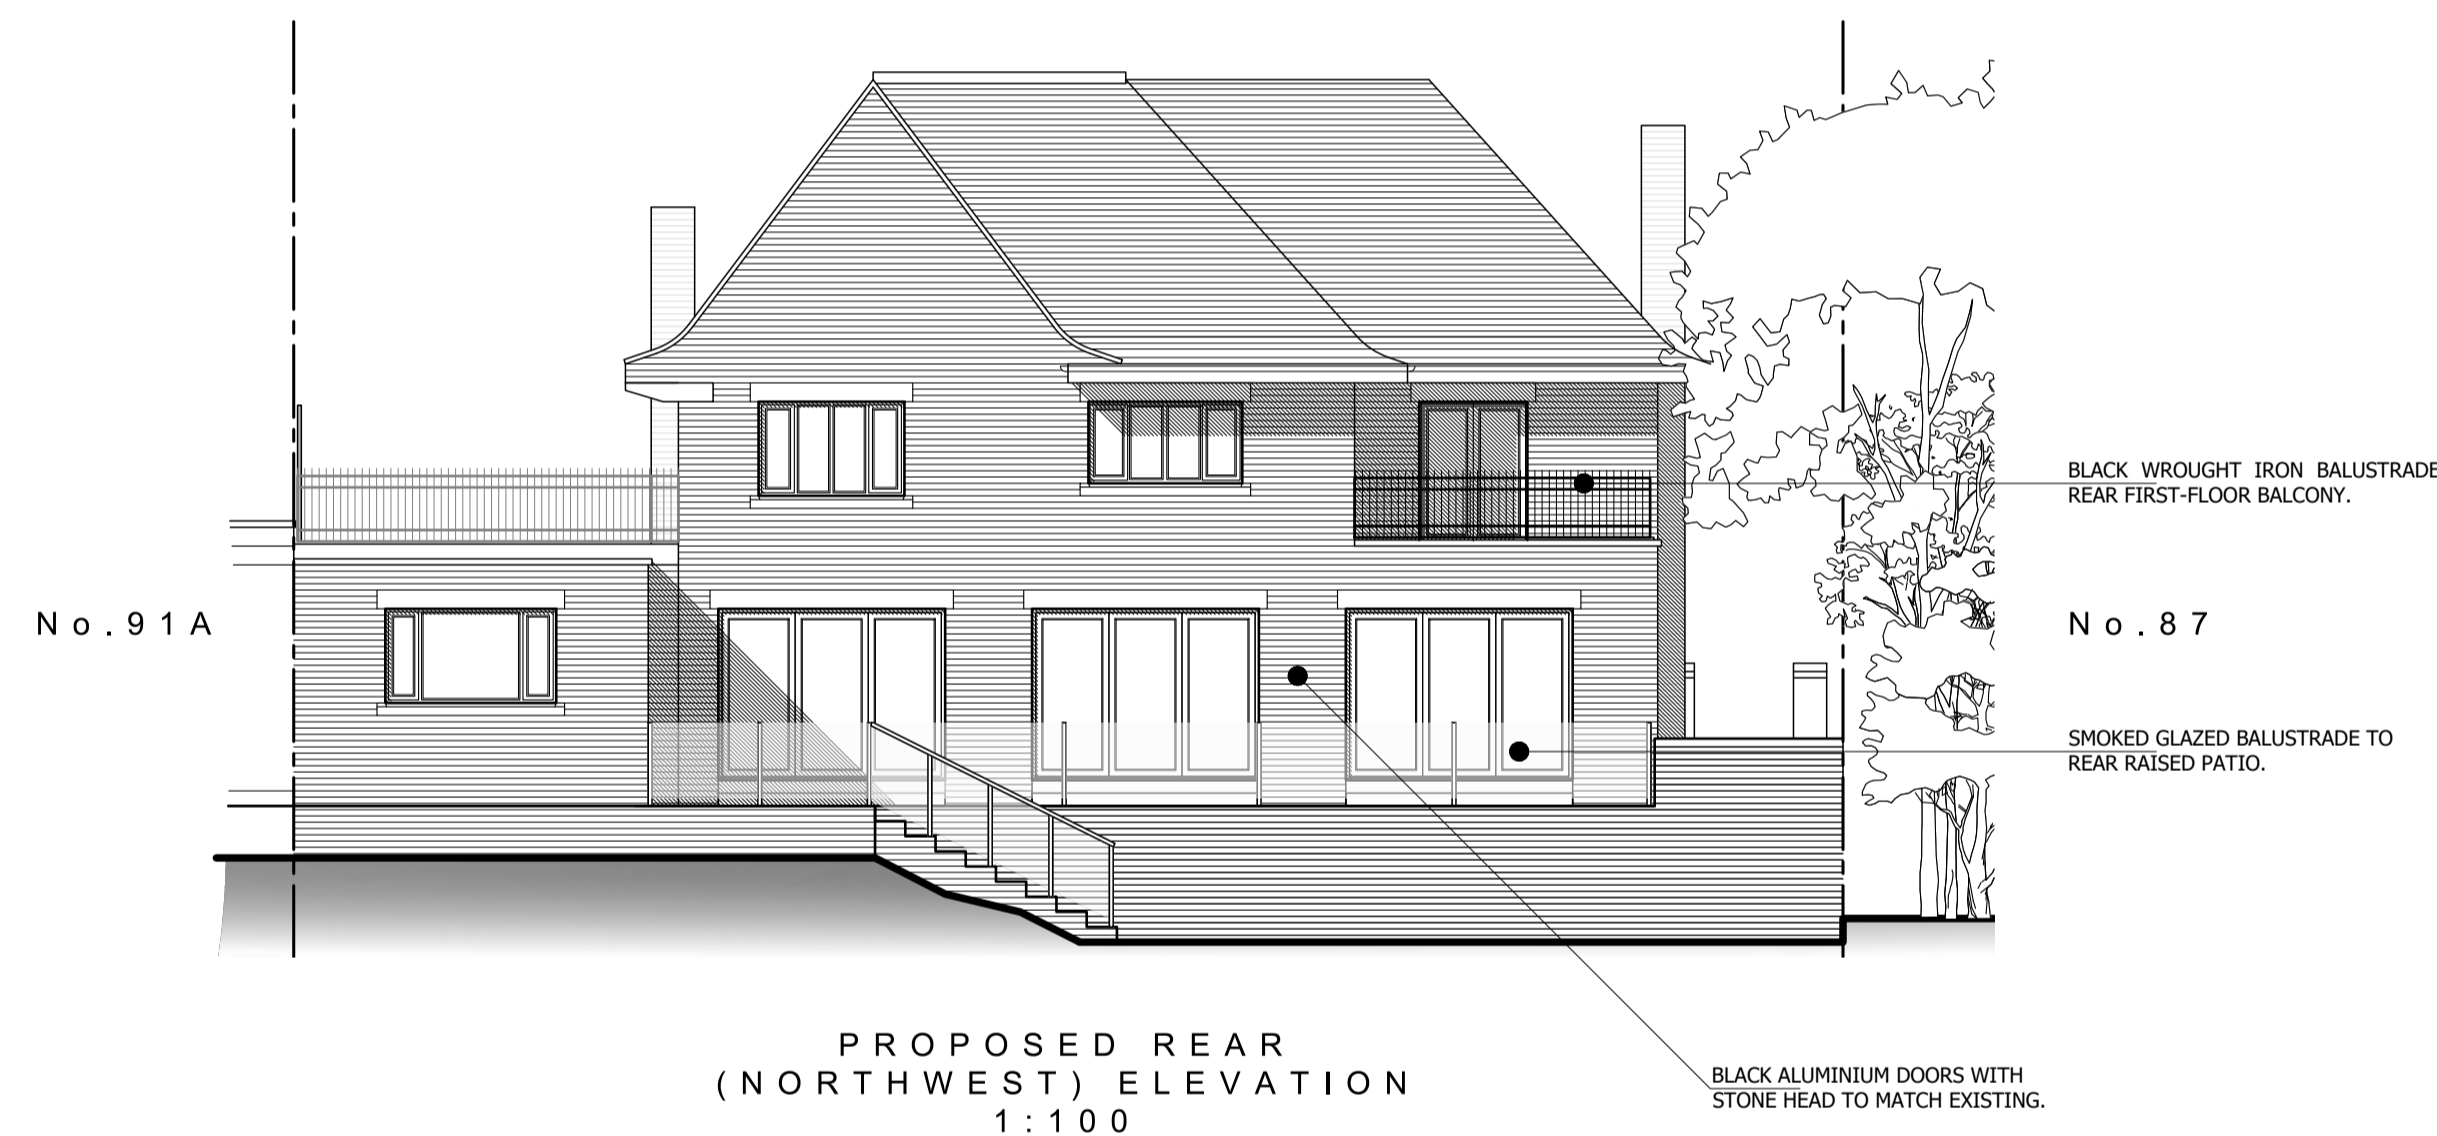 BLACK WROUGHT IRON BALUSTRADE
REAR FIRST-FLOOR BALCONY.
No.91A
No.87
SMOKED GLAZED BALUSTRADE TO
REAR RAISED PATIO.
PROPOSED REAR
(NORTHWEST) ELEVATION
1:100
BLACK ALUMINIUM DOORS WITH
STONE HEAD TO MATCH EXISTING.